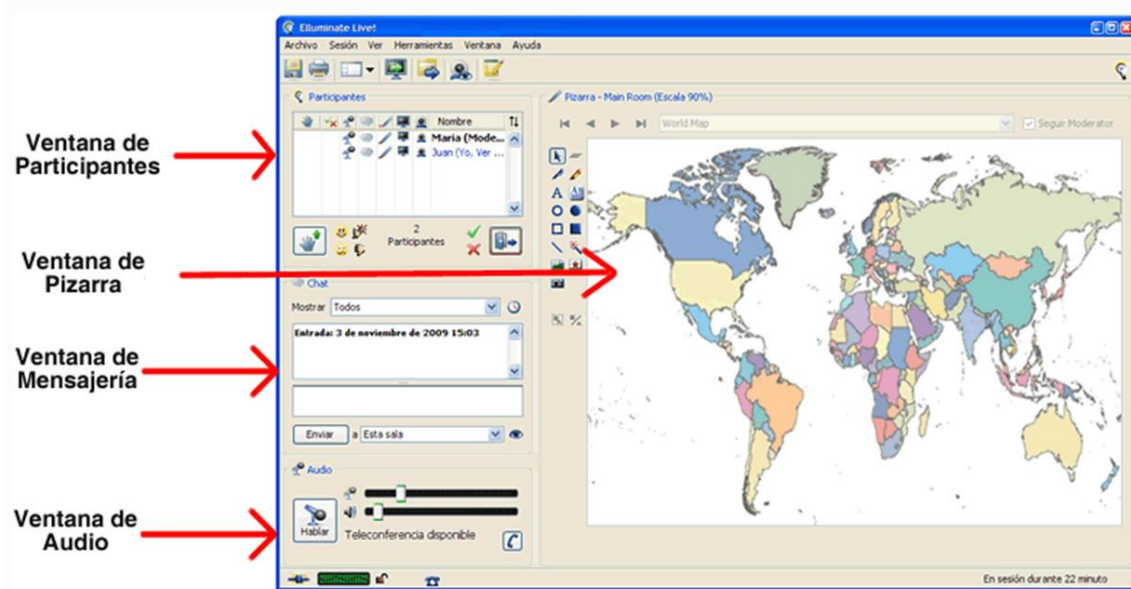 Elluminate Live!
Archivo Sesión Ver Herramientas Ventana Ayuda
Ventana de
Participantes
Participantes
Nombre
Maria (Mode...
Juan (Yo, Ver ...
2
Participantes
Ventana de
Pizarra
Pizarra - Main Room (Escala 90%)
World Map
Seguir Moderator
A A
Ventana de
Mensajería
Chat
Mostrar Todos
Entrada: 3 de noviembre de 2009 15:03
Enviar a Esta sala
Ventana de
Audio
Audio
Hablar
Teleconferencia disponible
En sesión durante 22 minuto